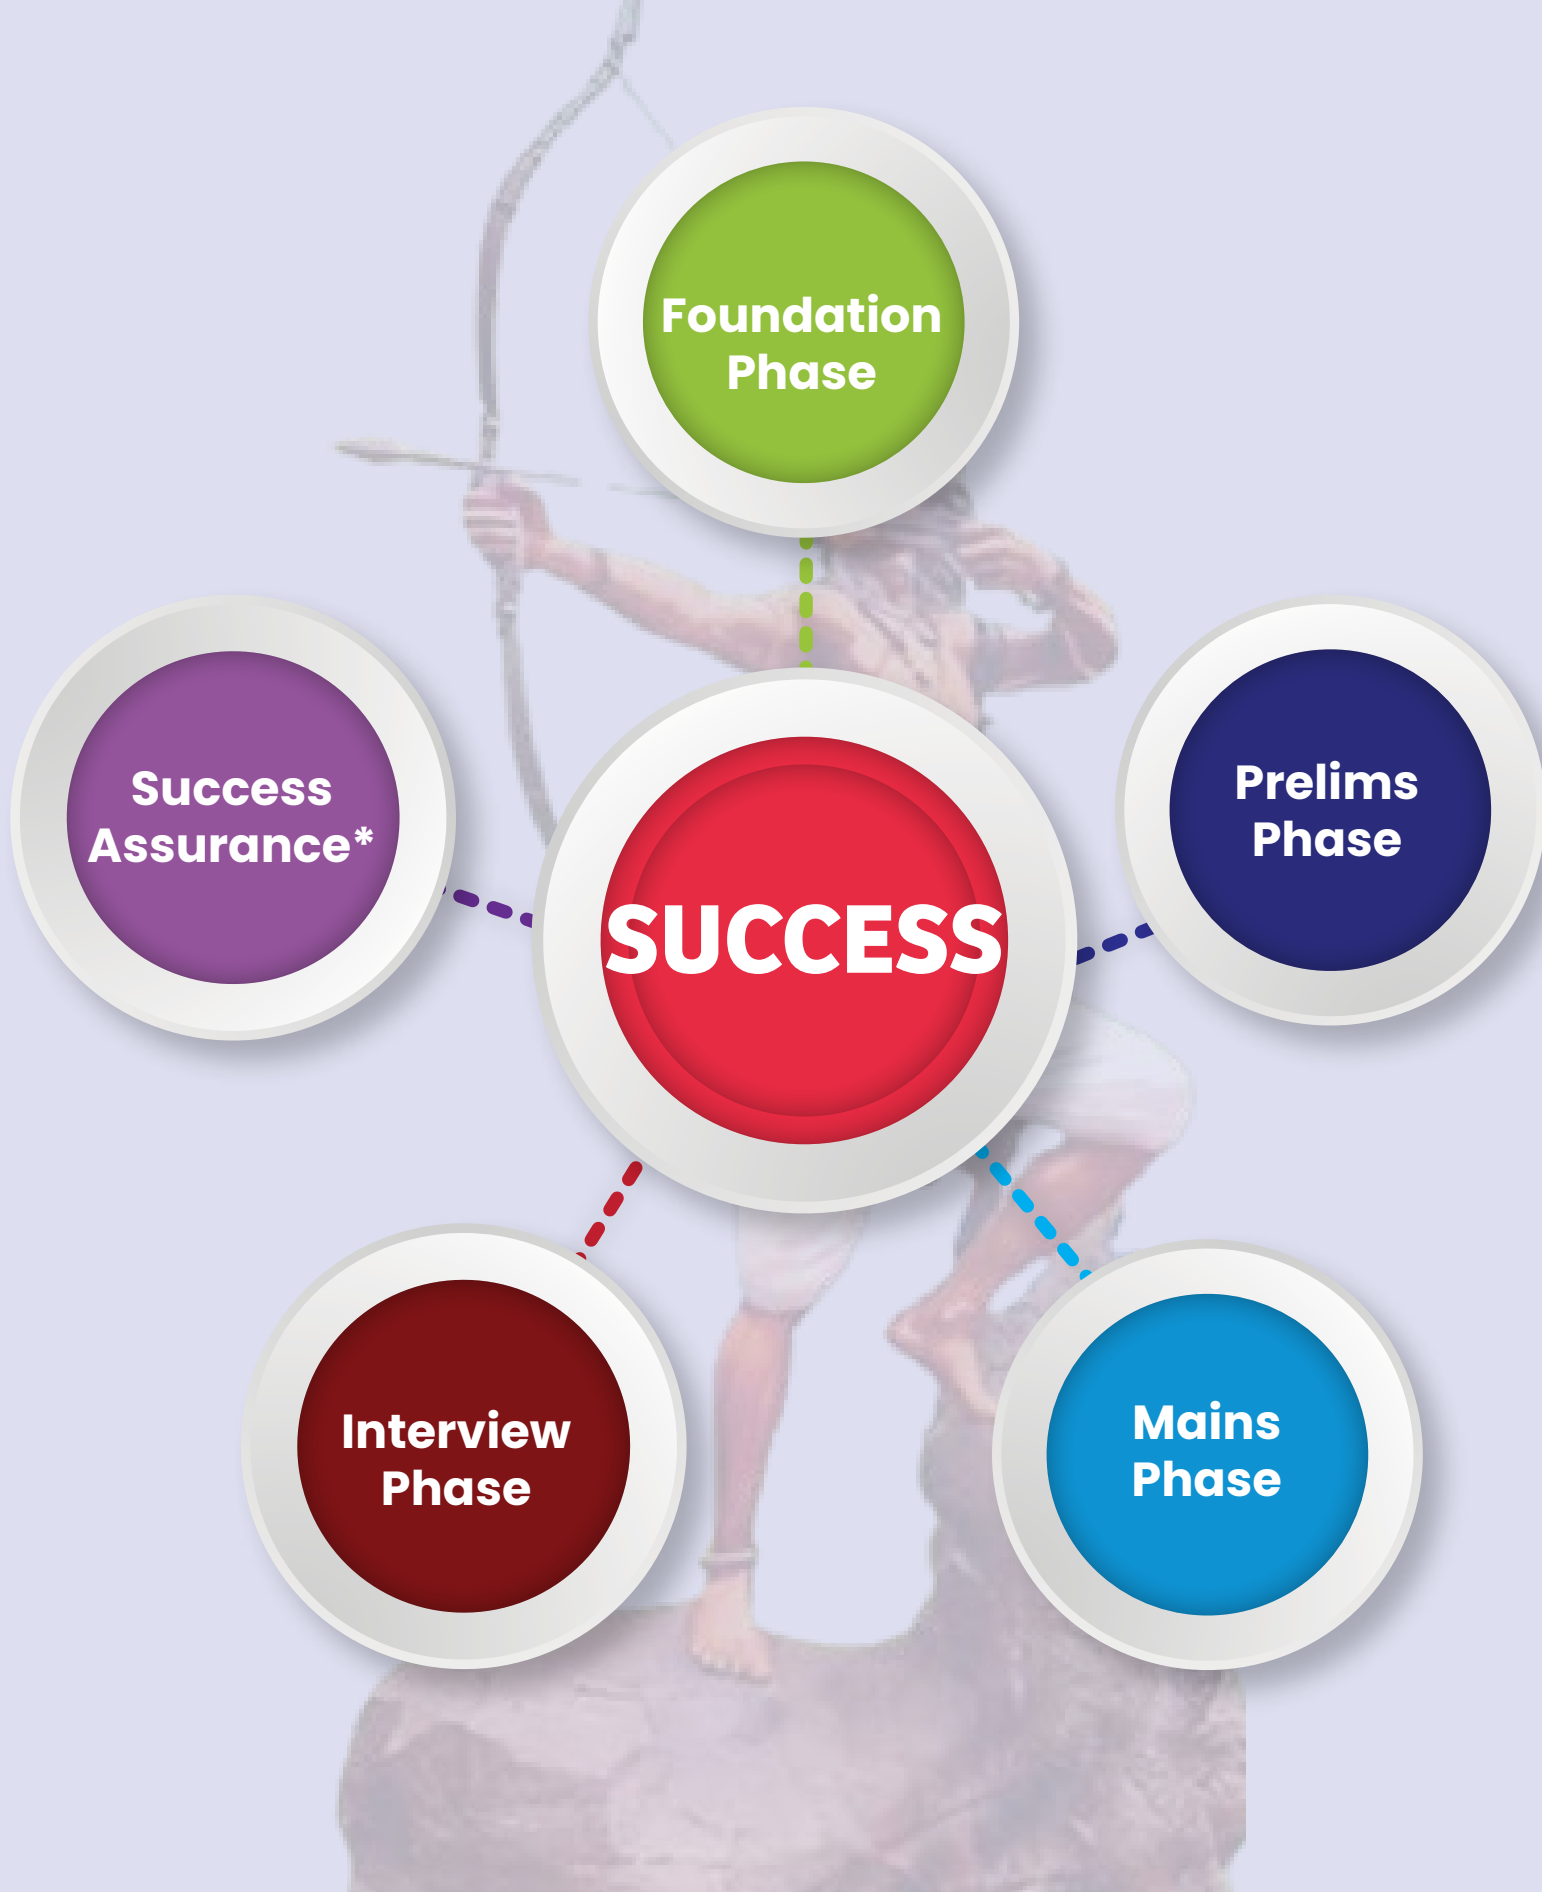 Foundation
Phase
Success
Assurance*
Prelims
Phase
SUCCESS
Interview
Phase
Mains
Phase